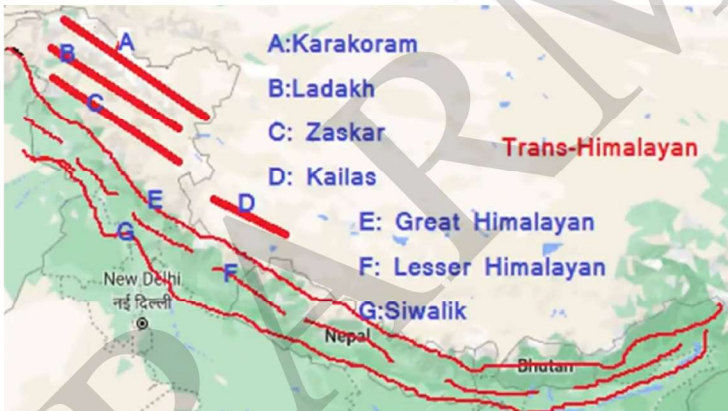 A
B
C
A:Karakoram
B:Ladakh
C: Zaskar
D: Kailas
Trans-Himalayan
D
E
E: Great Himalayan
G
F
F: Lesser Himalayan
G:Siwalik
New Delhi
नई दिल्ली
Nepal
Bhutan